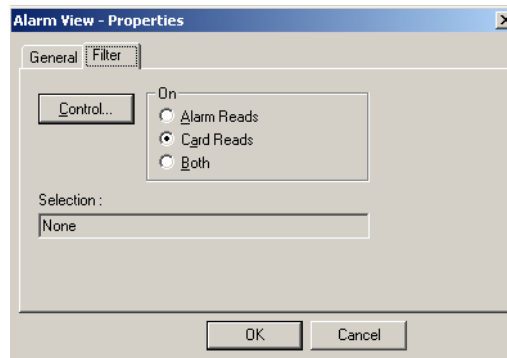 Alarm View - Properties
General
Filter
Control...
On
Alarm Reads
Card Reads
Both
Selection :
None
OK
Cancel